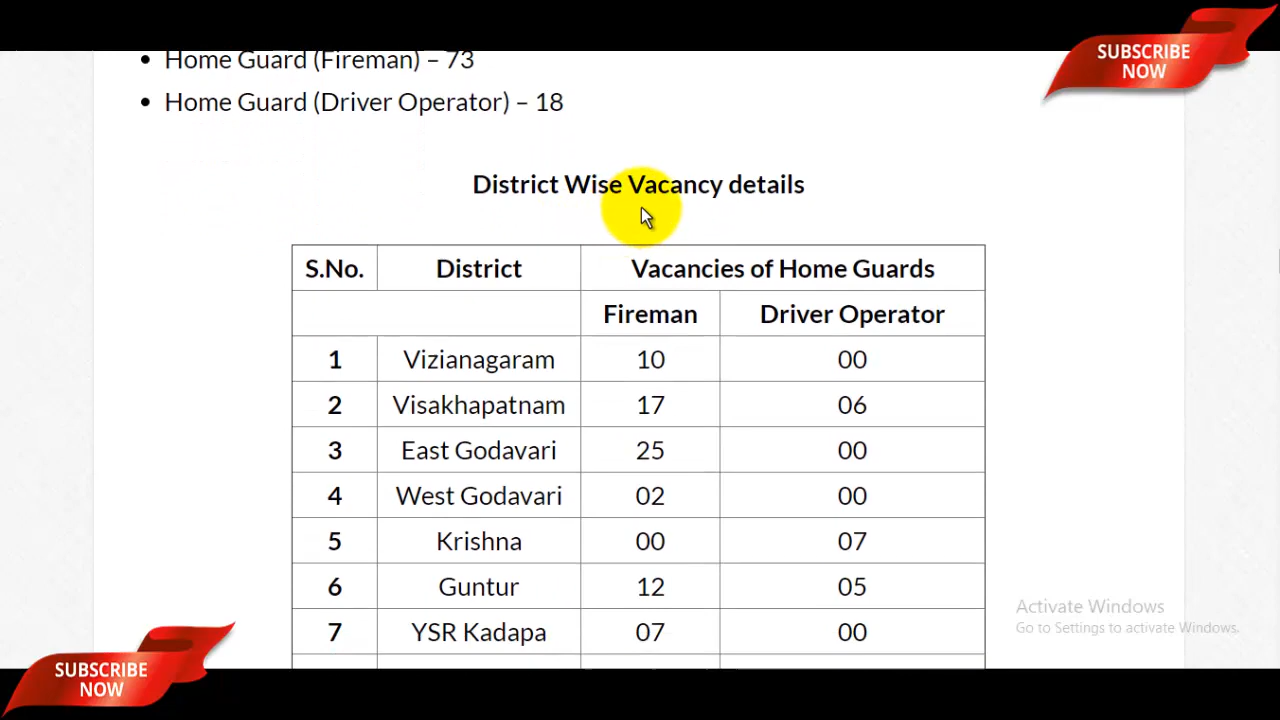 Home Guard (Fireman) – 73
SUBSCRIBE
NOW
Home Guard (Driver Operator) – 18
District Wise Vacancy details
S.No. District Vacancies of Home Guards
Fireman Driver Operator
1 Vizianagaram 10 00
2 Visakhapatnam 17 06
3 East Godavari 25 00
4 West Godavari 02 00
5 Krishna 00 07
6 Guntur 12 05
7 YSR Kadapa 07 00
Activate Windows
Go to Settings to activate Windows.
SUBSCRIBE
NOW